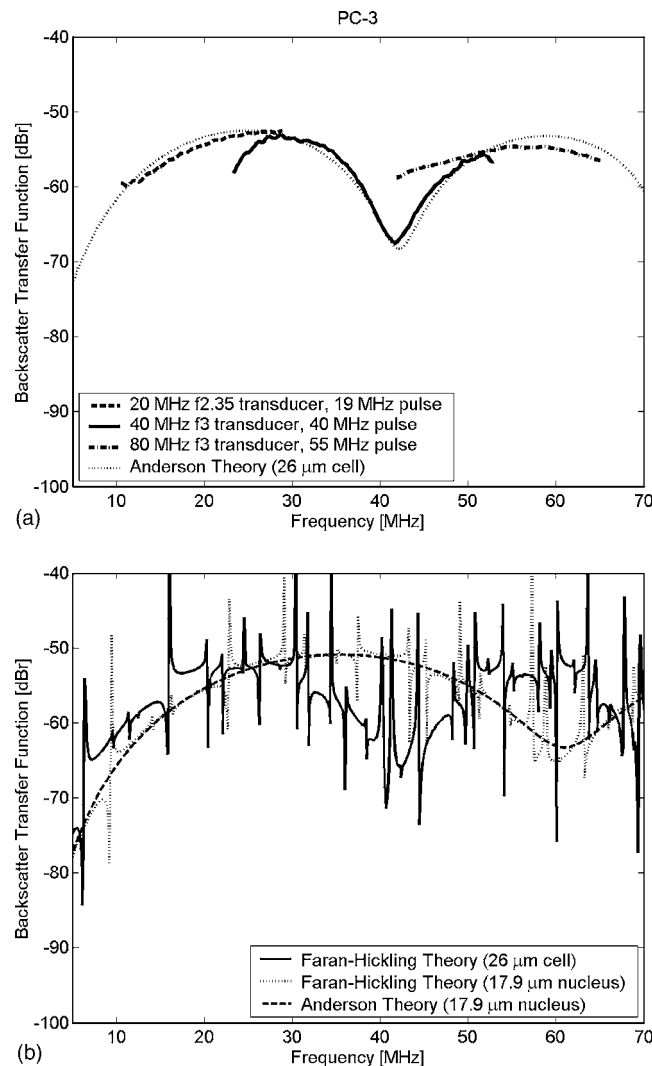 PC-3
Backscatter Transfer Function [dBr]
-40
-50
-60
-70
-80
-90
-100
20 MHz f2.35 transducer, 19 MHz pulse
40 MHz f3 transducer, 40 MHz pulse
80 MHz f3 transducer, 55 MHz pulse
Anderson Theory (26 μm cell)
10 20 30 40 50 60 70
(a)
Frequency [MHz]
Backscatter Transfer Function [dBr]
-40
-50
-60
-70
-80
-90
-100
Faran-Hickling Theory (26 μm cell)
Faran-Hickling Theory (17.9 μm nucleus)
Anderson Theory (17.9 μm nucleus)
10 20 30 40 50 60 70
(b)
Frequency [MHz]